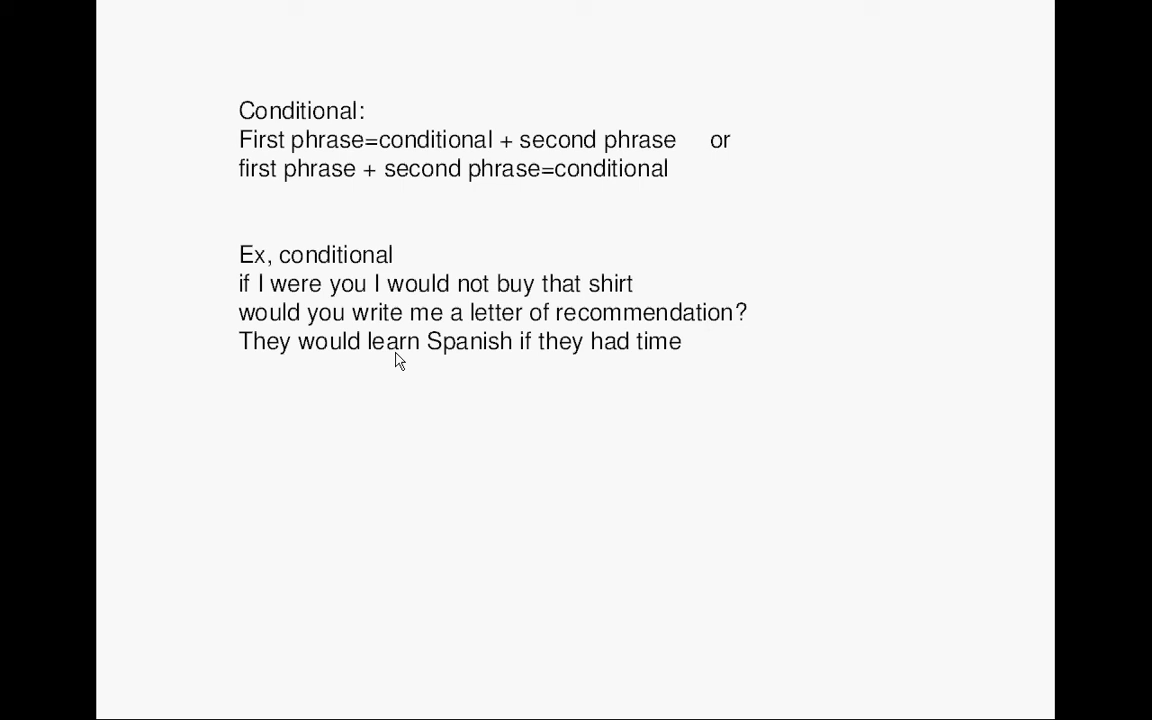 Conditional:
First phrase=conditional + second phrase or
first phrase + second phrase=conditional
Ex, conditional
if I were you I would not buy that shirt
would you write me a letter of recommendation?
They would learn Spanish if they had time